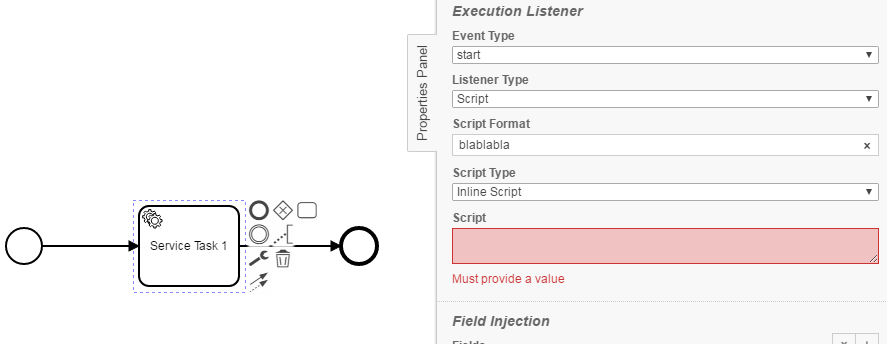 Execution Listener
Event Type
start
Listener Type
Script
Properties Panel
Script Format
blablabla
Script Type
Inline Script
Script
Service Task 1
Must provide a value
Field Injection
Fields